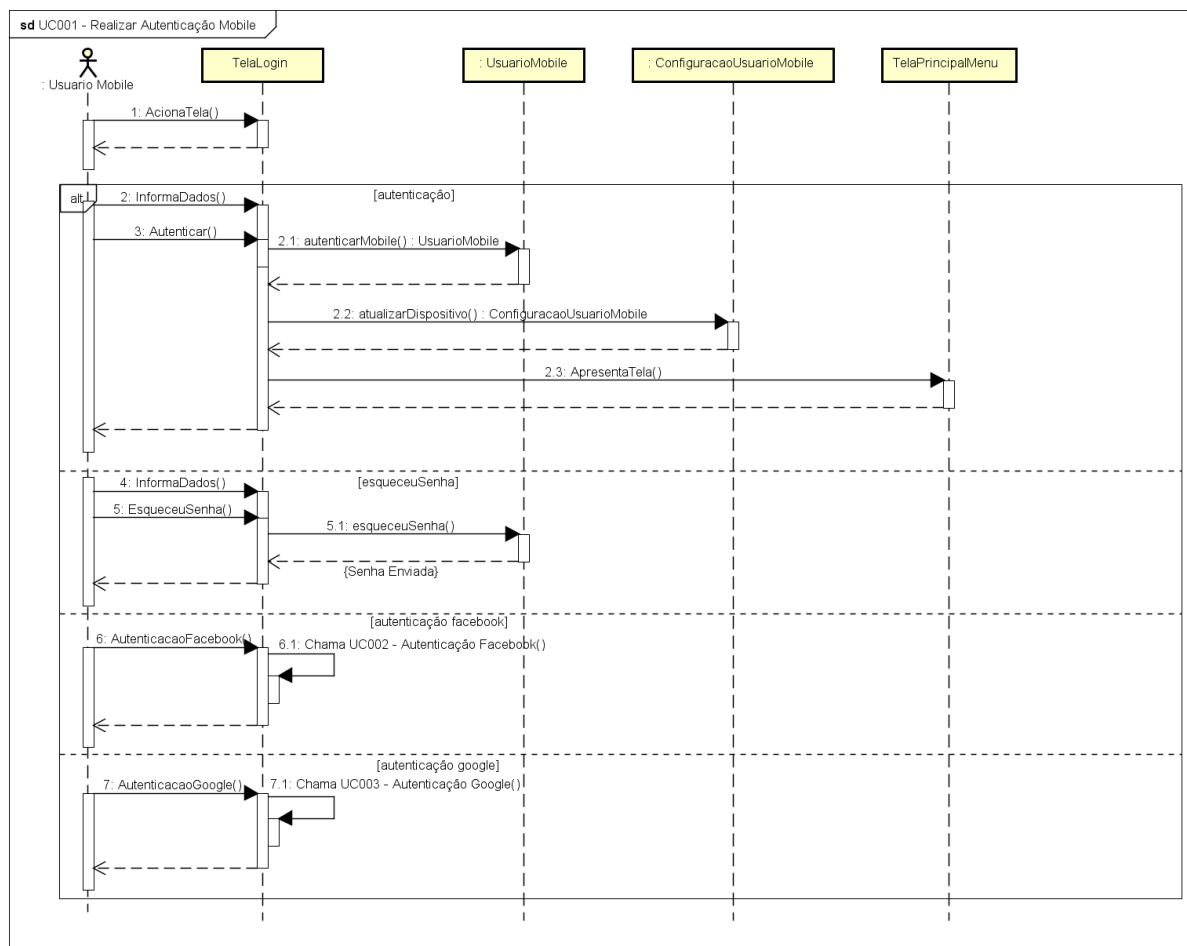 sd UC001 - Realizar Autenticação Mobile
: Usuario Mobile
TelaLogin
: UsuarioMobile
: ConfiguracaoUsuarioMobile
TelaPrincipalMenu
1: AcionaTela()
alt
[autenticação]
2: InformaDados()
3: Autenticar()
2.1: autenticarMobile() : UsuarioMobile
2.2: atualizarDispositivo() : ConfiguracaoUsuarioMobile
2.3: ApresentaTela()
[esqueceuSenha]
4: InformaDados()
5: EsqueceuSenha()
5.1: esqueceuSenha()
{Senha Enviada}
[autenticação facebook]
6: AutenticacaoFacebook()
6.1: Chama UC002 - Autenticação Facebook()
[autenticação google]
7: AutenticacaoGoogle()
7.1: Chama UC003 - Autenticação Google()